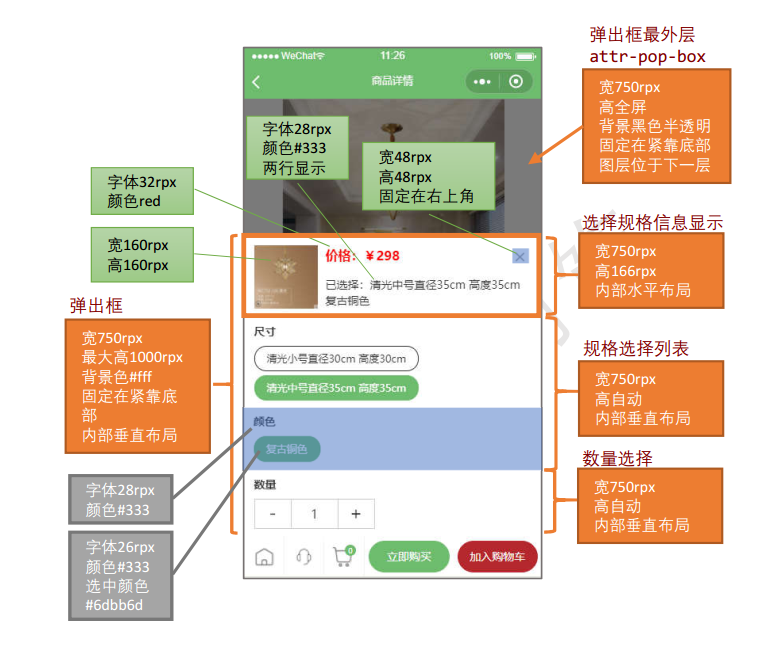 弹出框最外层
attr-pop-box
宽750rpx
高全屏
背景黑色半透明
固定在紧靠底部
图层位于下一层
●●●●● WeChat
11:26
100%
商品详情
字体28rpx
颜色#333
两行显示
宽48rpx
高48rpx
固定在右上角
字体32rpx
颜色red
宽160rpx
高160rpx
价格：￥298
已选择：清光中号直径35cm 高度35cm
复古铜色
选择规格信息显示
宽750rpx
高166rpx
内部水平布局
弹出框
宽750rpx
最大高1000rpx
背景色#fff
固定在紧靠底
部
内部垂直布局
尺寸
清光小号直径30cm 高度30cm
清光中号直径35cm 高度35cm
规格选择列表
宽750rpx
高自动
内部垂直布局
颜色
复古铜色
数量选择
宽750rpx
高自动
内部垂直布局
数量
- 1 +
字体28rpx
颜色#333
字体26rpx
颜色#333
选中颜色
#6dbb6d
0
立即购买
加入购物车